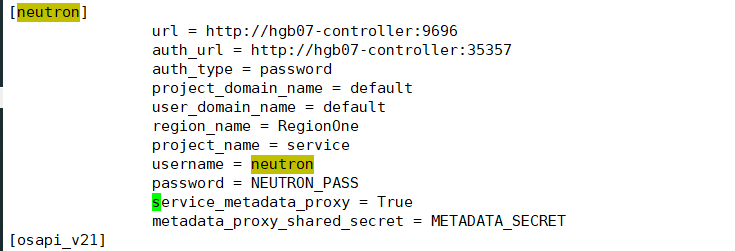 [neutron]
url = http://hgb07-controller:9696
auth_url = http://hgb07-controller:35357
auth_type = password
project_domain_name = default
user_domain_name = default
region_name = RegionOne
project_name = service
username = neutron
password = NEUTRON_PASS
service_metadata_proxy = True
metadata_proxy_shared_secret = METADATA_SECRET
[osapi_v21]